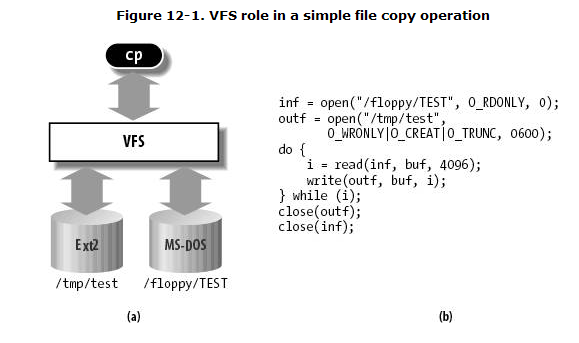 Figure 12-1. VFS role in a simple file copy operation
cp
VFS
Ext2
MS-DOS
/tmp/test
/floppy/TEST
(a)
inf = open("/floppy/TEST", O_RDONLY, 0);
outf = open("/tmp/test",
O_WRONLY|O_CREAT|O_TRUNC, 0600);
do {
i = read(inf, buf, 4096);
write(outf, buf, i);
} while (i);
close(outf);
close(inf);
(b)